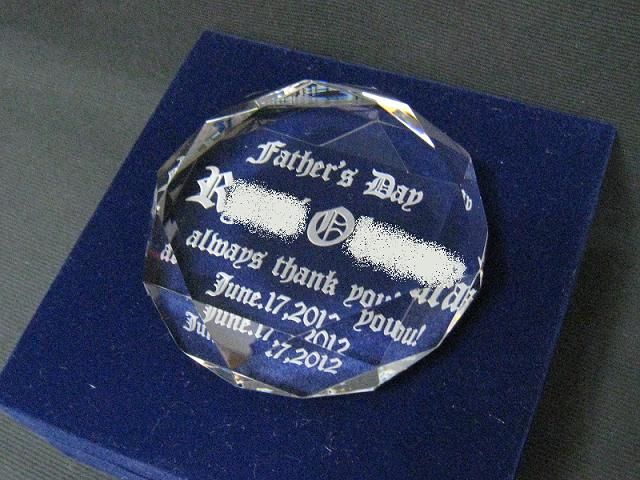 Father's Day
R O
always thank you!
June.17.2012